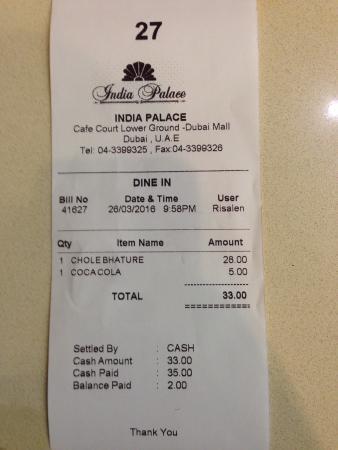 27
India Palace
INDIA PALACE
Cafe Court Lower Ground -Dubai Mall
Dubai , U.A.E
Tel: 04-3399325 , Fax:04-3399326
DINE IN
Bill No Date & Time User
41627 26/03/2016 9:58PM Risalen
Qty Item Name Amount
1 CHOLE BHATURE 28.00
1 COCACOLA 5.00
TOTAL 33.00
Settled By : CASH
Cash Amount : 33.00
Cash Paid : 35.00
Balance Paid : 2.00
Thank You